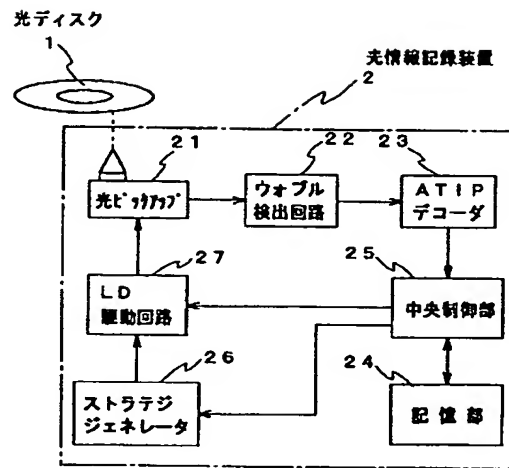 光ディスク
1
光情報記録装置
2
21
22
23
光ピックアップ
ウォブル
検出回路
ATIP
デコーダ
27
25
LD
駆動回路
中央制御部
26
24
ストラテジ
ジェネレータ
記憶部